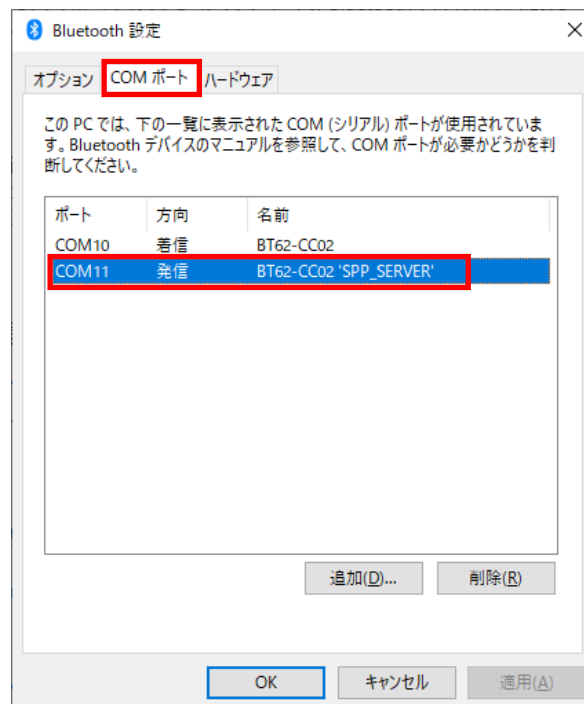 Bluetooth 設定
オプション COM ポート ハードウェア
この PC では、下の一覧に表示された COM (シリアル) ポートが使用されていま
す。Bluetooth デバイスのマニュアルを参照して、COM ポートが必要かどうかを判
断してください。
ポート 方向 名前
COM10 着信 BT62-CC02
COM11 発信 BT62-CC02 'SPP_SERVER'
追加(D)... 削除(R)
OK キャンセル 適用(A)